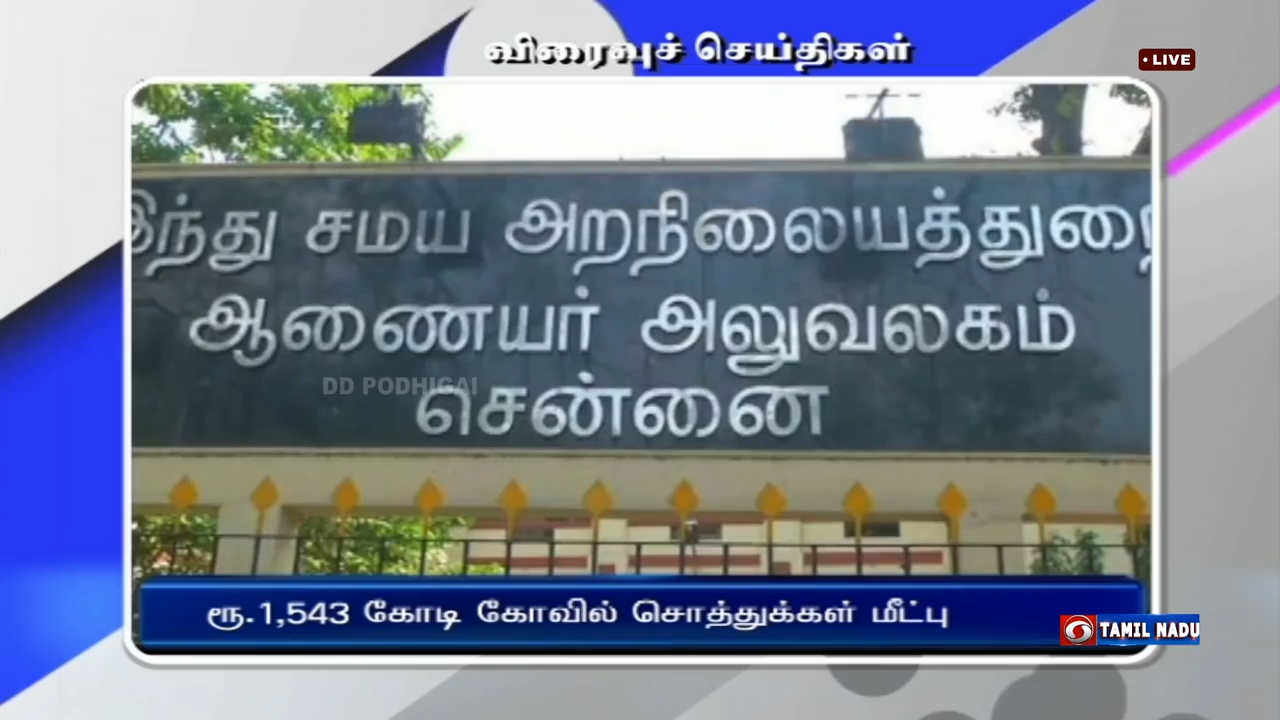 விரைவுச் செய்திகள்
• LIVE
இந்து சமய அறநிலையத்துறை
ஆணையர் அலுவலகம்
DD PODHIGAI
சென்னை
ரூ.1,543 கோடி கோவில் சொத்துக்கள் மீட்பு
TAMIL NADU